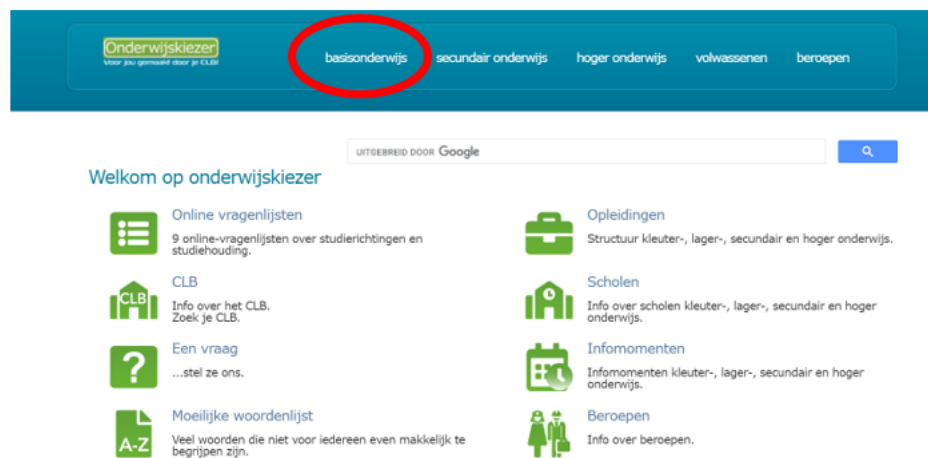 Onderwijskiezer
Voor jou gemaakt door je CLB!
basisonderwijs secundair onderwijs hoger onderwijs volwassenen beroepen
UITGEBREID DOOR Google
Welkom op onderwijskiezer
Online vragenlijsten
9 online-vragenlijsten over studierichtingen en
studiehouding.
Opleidingen
Structuur kleuter-, lager-, secundair en hoger onderwijs.
CLB
CLB
Info over het CLB.
Zoek je CLB.
Scholen
Info over scholen kleuter-, lager-, secundair en hoger
onderwijs.
?
Een vraag
...stel ze ons.
Infomomenten
Infomomenten kleuter-, lager-, secundair en hoger
onderwijs.
A-Z
Moeilijke woordenlijst
Veel woorden die niet voor iedereen even makkelijk te
begrijpen zijn.
Beroepen
Info over beroepen.